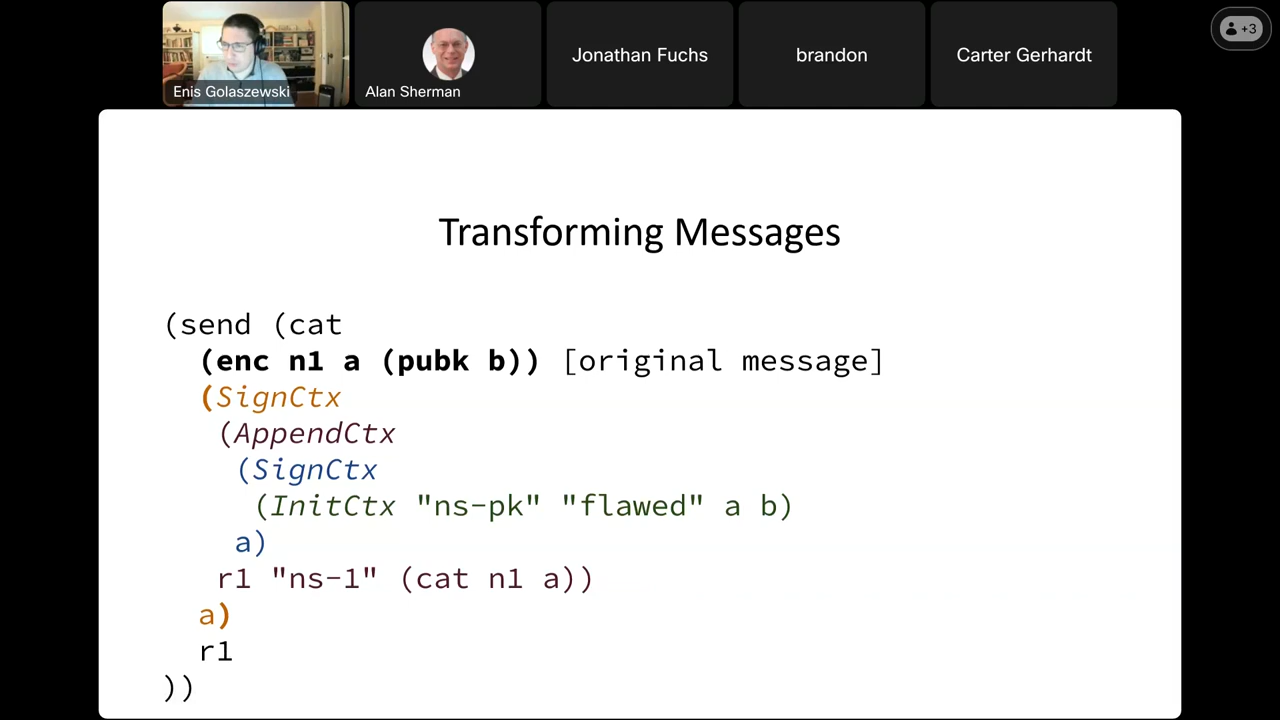 Enis Golaszewski
Alan Sherman
Jonathan Fuchs
brandon
Carter Gerhardt
+3
Transforming Messages
(send (cat
(enc n1 a (pubk b)) [original message]
(SignCtx
(AppendCtx
(SignCtx
(InitCtx "ns-pk" "flawed" a b)
a)
r1 "ns-1" (cat n1 a))
a)
r1
))